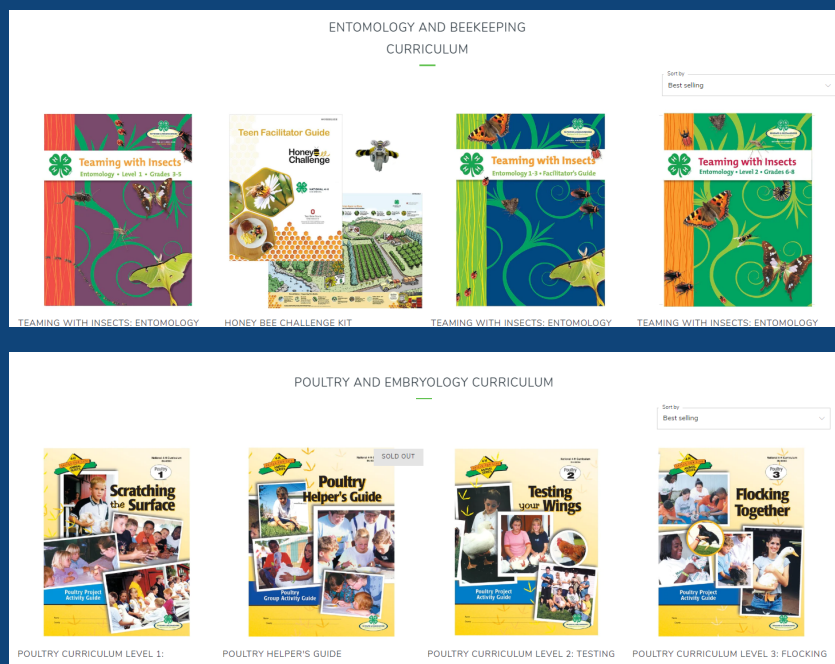 ENTOMOLOGY AND BEEKEEPING
CURRICULUM
Sort by
Best selling
Teaming with Insects
Entomology • Level 1 • Grades 3-5
Teen Facilitator Guide
Honey Bee
Challenge
Teaming with Insects
Entomology 1-3 • Facilitator's Guide
Teaming with Insects
Entomology • Level 2 • Grades 6-8
TEAMING WITH INSECTS: ENTOMOLOGY
HONEY BEE CHALLENGE KIT
TEAMING WITH INSECTS: ENTOMOLOGY
TEAMING WITH INSECTS: ENTOMOLOGY
POULTRY AND EMBRYOLOGY CURRICULUM
Sort by
Best selling
Poultry
1
Scratching
the Surface
Poultry Project
Activity Guide
SOLD OUT
Poultry
Helper's Guide
Poultry
Group Activity Guide
Poultry
2
Testing
your Wings
Poultry Project
Activity Guide
Poultry
3
Flocking
Together
Poultry Project
Activity Guide
POULTRY CURRICULUM LEVEL 1:
POULTRY HELPER'S GUIDE
POULTRY CURRICULUM LEVEL 2: TESTING
POULTRY CURRICULUM LEVEL 3: FLOCKING